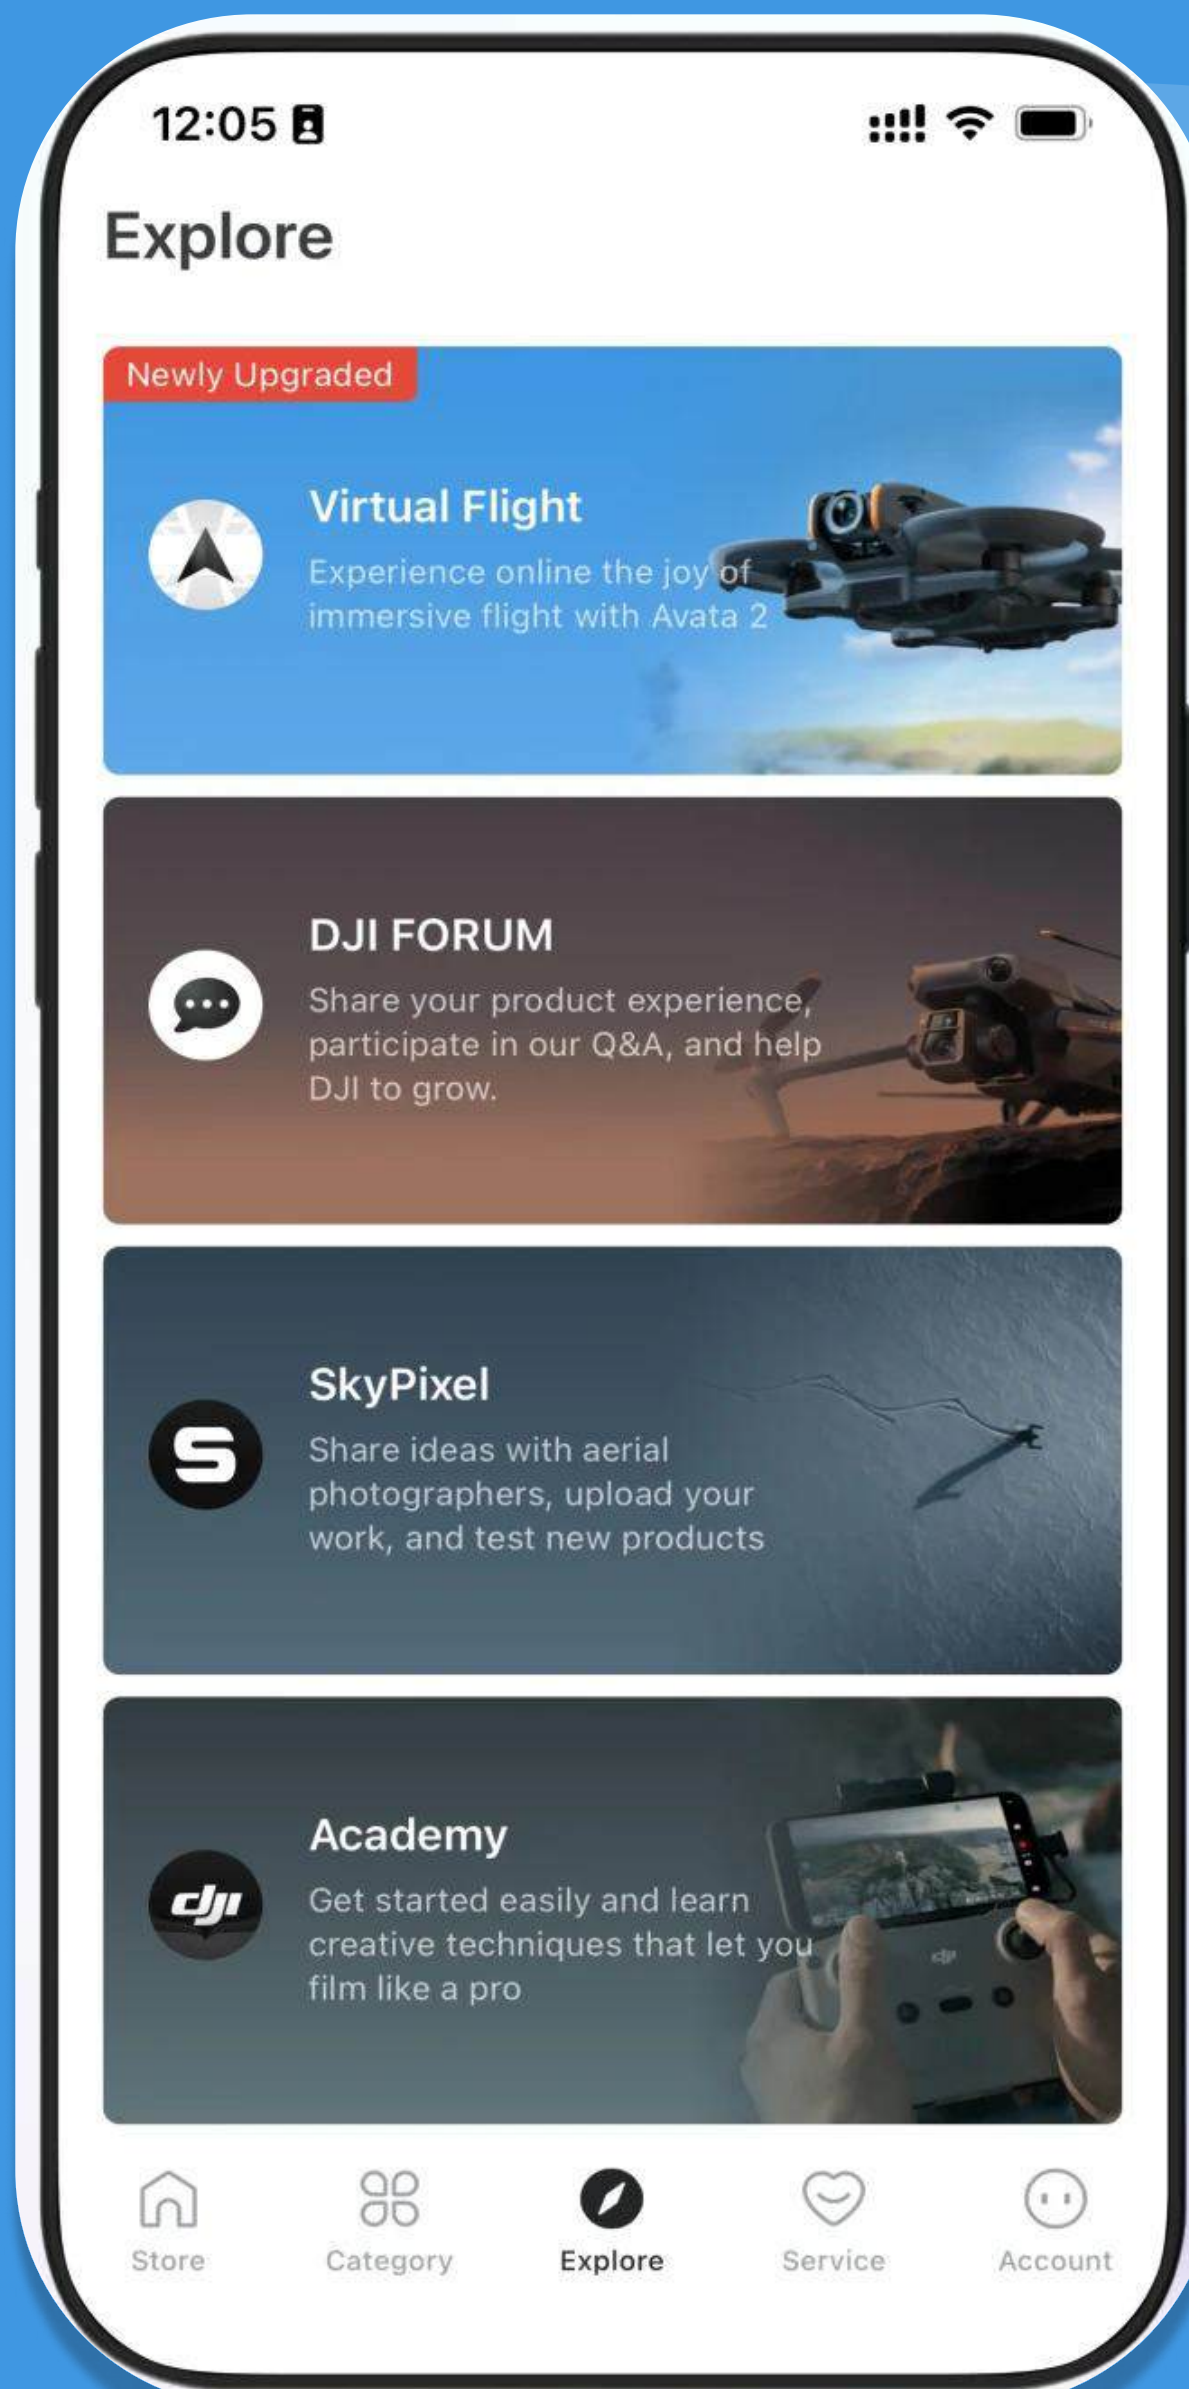 12:05
Explore
Newly Upgraded
Virtual Flight
Experience online the joy of
immersive flight with Avata 2
DJI FORUM
Share your product experience,
participate in our Q&A, and help
DJI to grow.
S
SkyPixel
Share ideas with aerial
photographers, upload your
work, and test new products
dji
Academy
Get started easily and learn
creative techniques that let you
film like a pro
dji
Store
Category
Explore
Service
Account